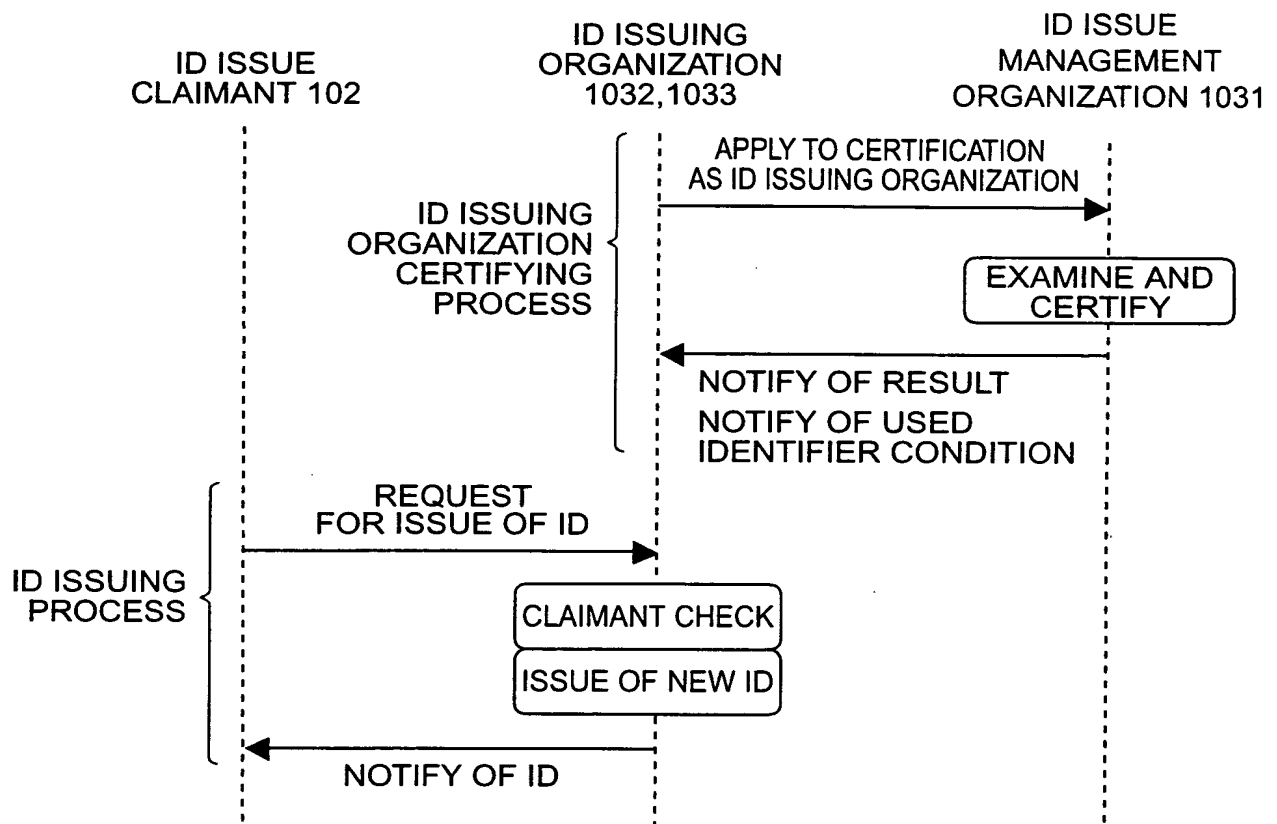 ID ISSUE
CLAIMANT 102
ID ISSUING
ORGANIZATION
1032,1033
ID ISSUE
MANAGEMENT
ORGANIZATION 1031
APPLY TO CERTIFICATION
AS ID ISSUING ORGANIZATION
ID ISSUING
ORGANIZATION
CERTIFYING
PROCESS
EXAMINE AND
CERTIFY
NOTIFY OF RESULT
NOTIFY OF USED
IDENTIFIER CONDITION
REQUEST
FOR ISSUE OF ID
ID ISSUING
PROCESS
CLAIMANT CHECK
ISSUE OF NEW ID
NOTIFY OF ID